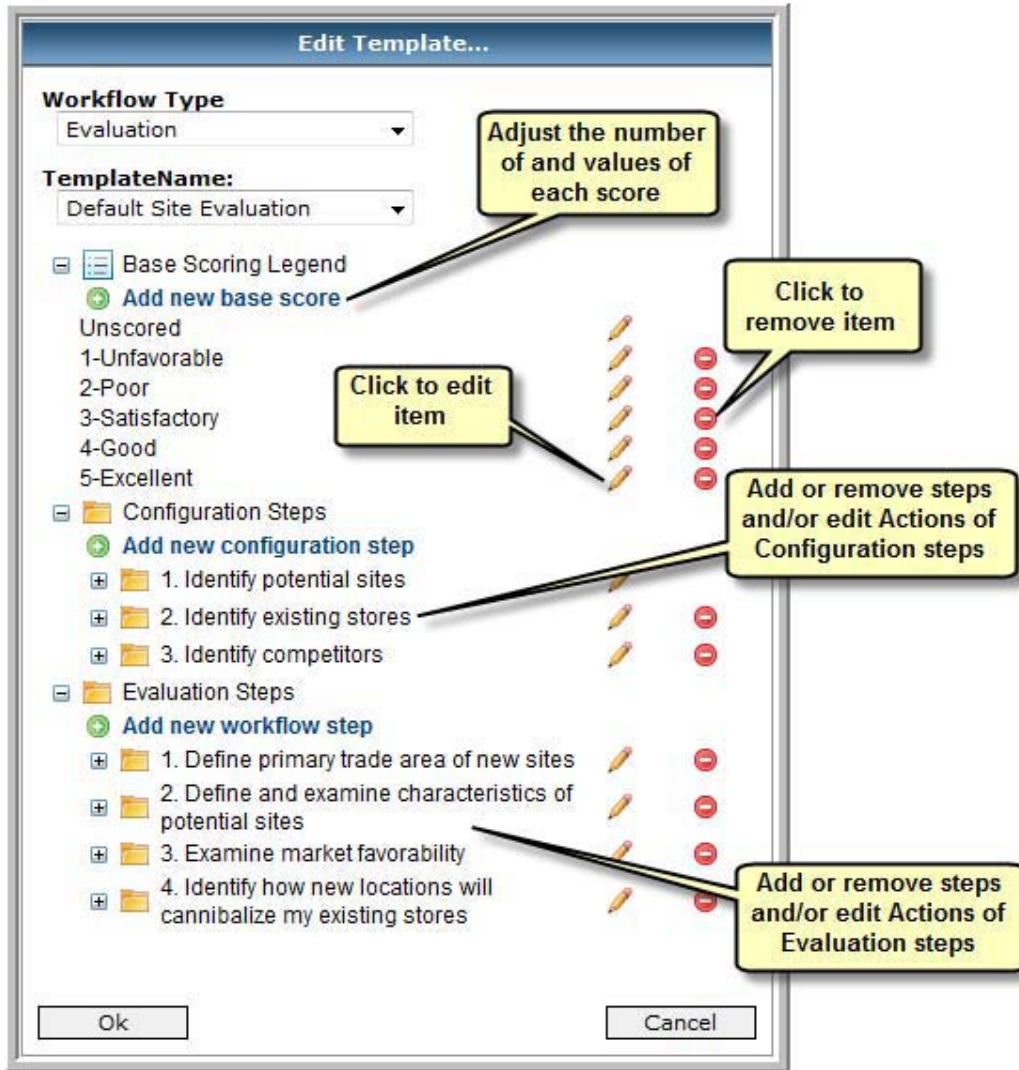 Edit Template...
Workflow Type
Evaluation
Adjust the number
of and values of
each score
TemplateName:
Default Site Evaluation
Base Scoring Legend
Add new base score
Click to
remove item
Unscored
1-Unfavorable
2-Poor
Click to edit
item
3-Satisfactory
4-Good
5-Excellent
Add or remove steps
and/or edit Actions of
Configuration steps
Configuration Steps
Add new configuration step
1. Identify potential sites
2. Identify existing stores
3. Identify competitors
Evaluation Steps
Add new workflow step
1. Define primary trade area of new sites
2. Define and examine characteristics of
potential sites
3. Examine market favorability
4. Identify how new locations will
cannibalize my existing stores
Add or remove steps
and/or edit Actions of
Evaluation steps
Ok
Cancel